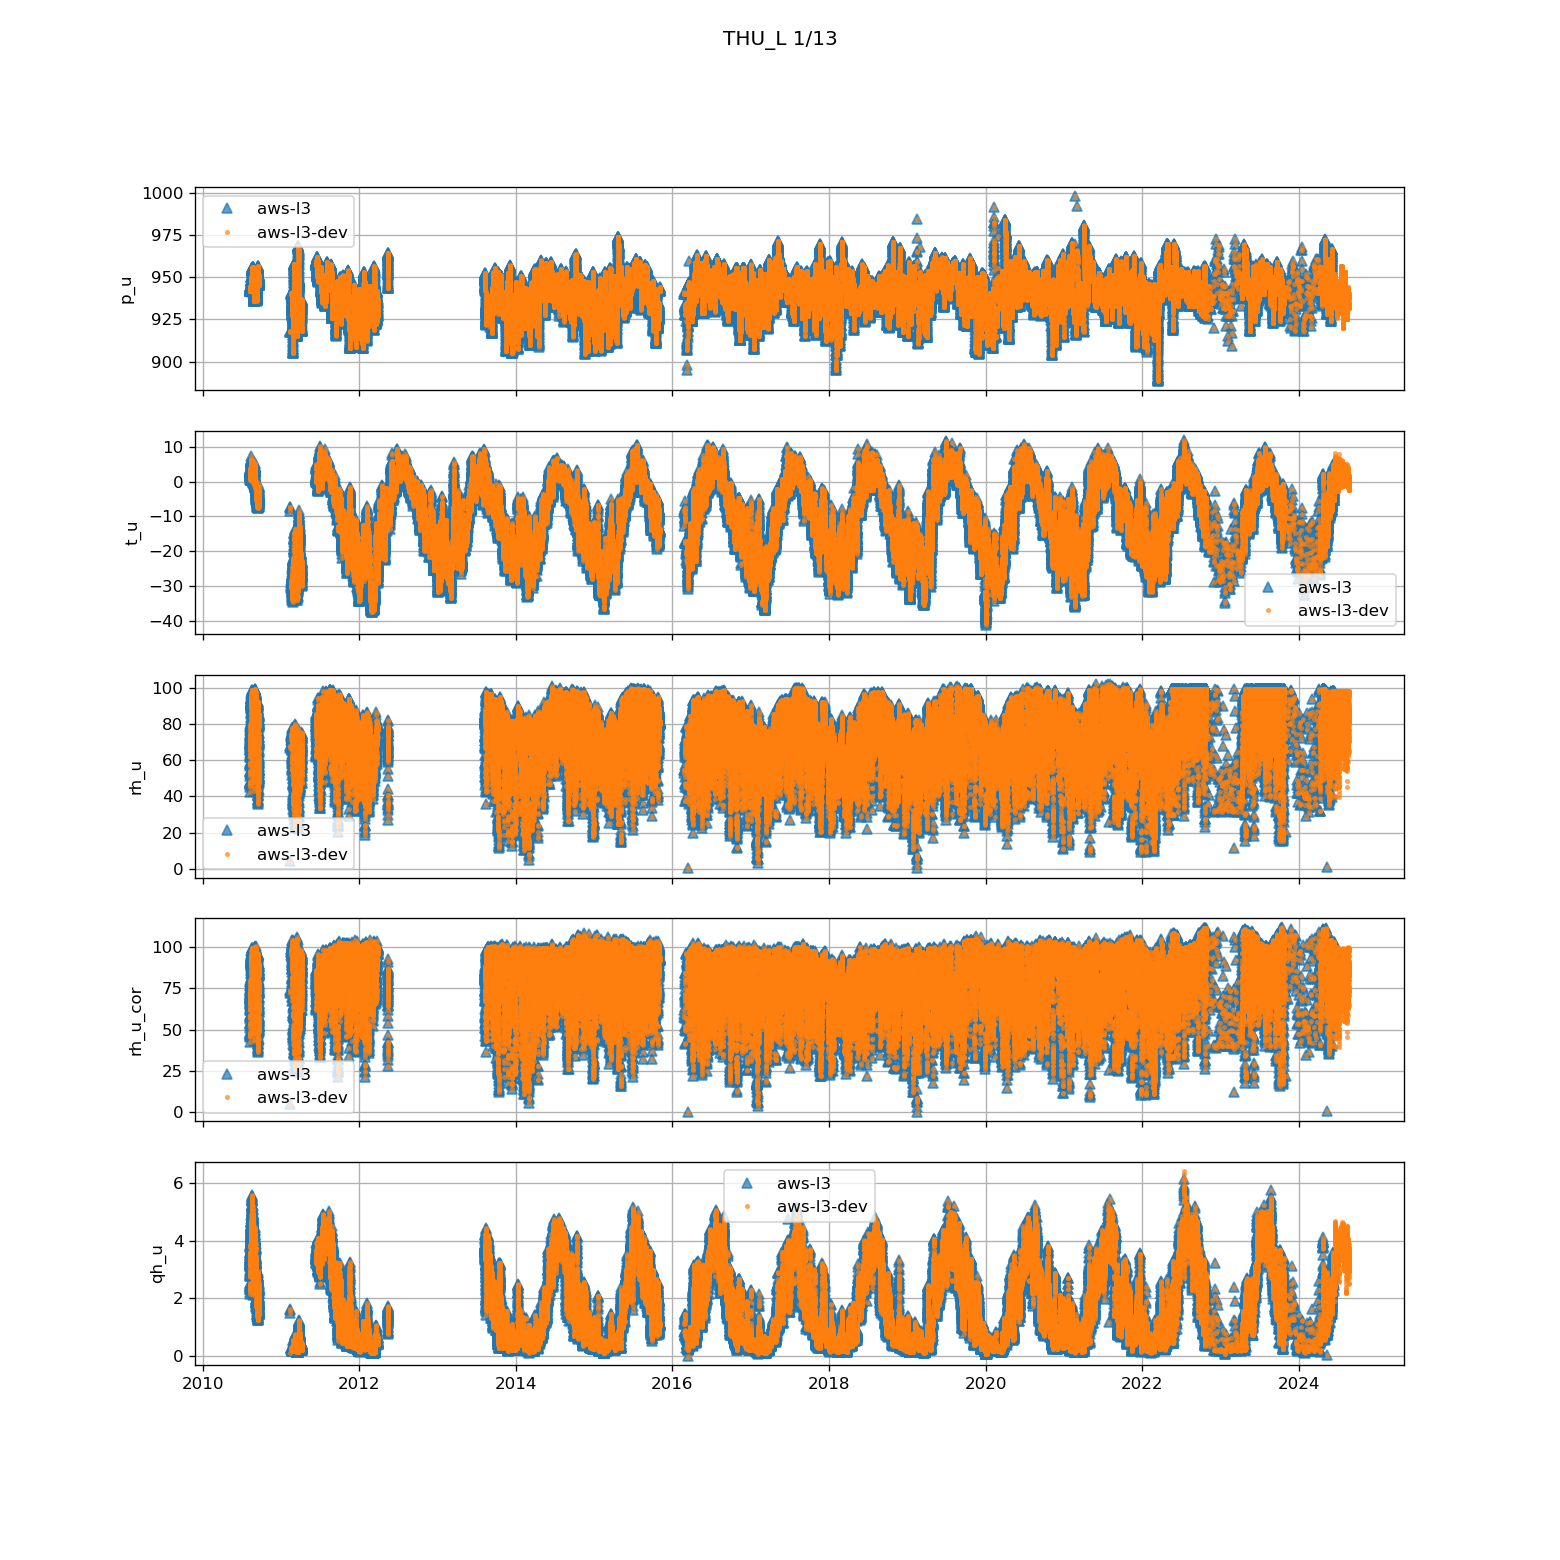 THU_L 1/13
1000
975
950
925
900
p_u
aws-l3
aws-l3-dev
10
0
−10
−20
−30
−40
t_u
aws-l3
aws-l3-dev
100
80
60
40
20
0
rh_u
aws-l3
aws-l3-dev
100
75
50
25
0
rh_u_cor
aws-l3
aws-l3-dev
6
4
2
0
qh_u
aws-l3
aws-l3-dev
2010 2012 2014 2016 2018 2020 2022 2024